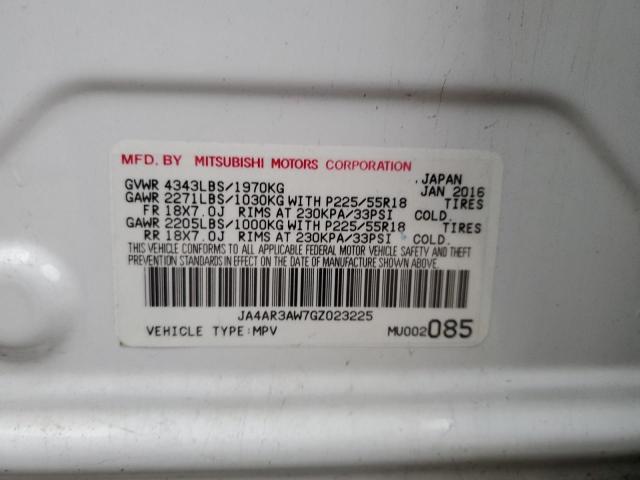 MFD. BY MITSUBISHI MOTORS CORPORATION
, JAPAN
GVWR 4343LBS/1970KG JAN 2016
GAWR 2271LBS/1030KG WITH P225/55R18 TIRES
FR 18X7.0J RIMS AT 230KPA/33PSI COLD.
GAWR 2205LBS/1000KG WITH P225/55R18 TIRES
RR 18X7.0J RIMS AT 230KPA/33PSI COLD.
THIS VEHICLE CONFORMS TO ALL APPLICABLE FEDERAL MOTOR VEHICLE SAFETY AND THEFT
PREVENTION STANDARDS IN EFFECT ON THE DATE OF MANUFACTURE SHOWN ABOVE.
JA4AR3AW7GZ023225
VEHICLE TYPE:MPV MU002085